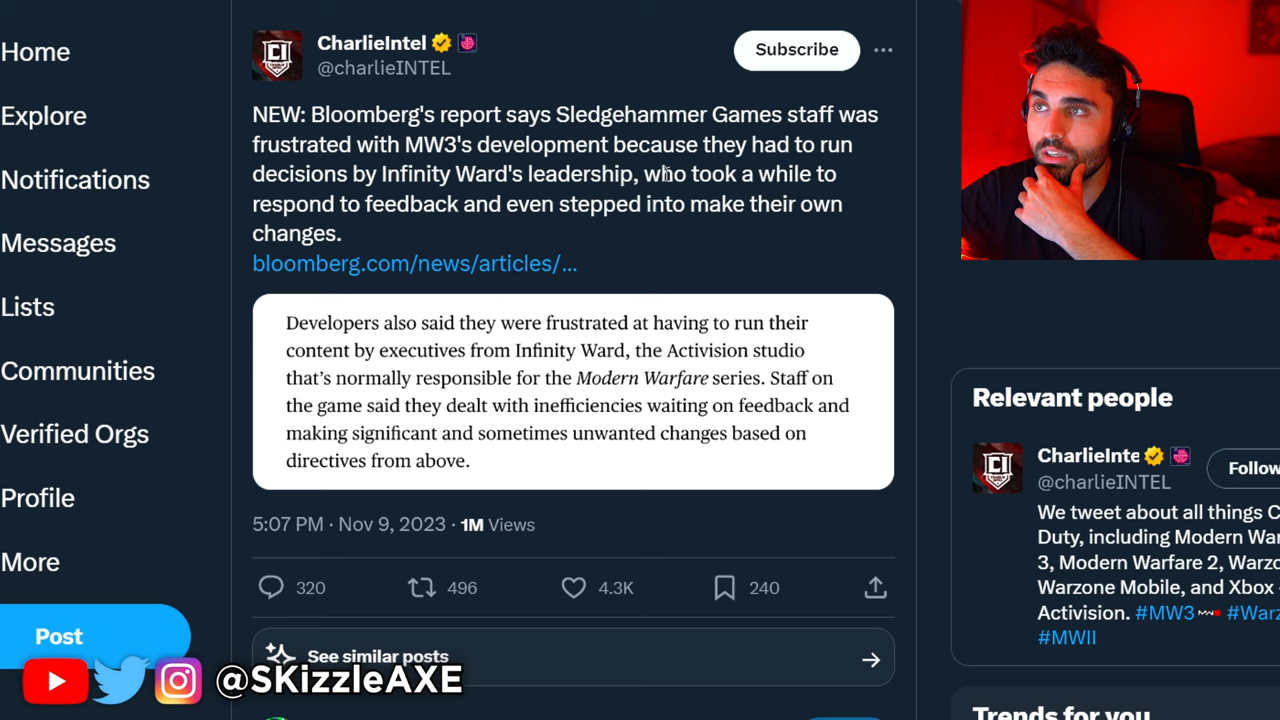 Home
Explore
Notifications
Messages
Lists
Communities
Verified Orgs
Profile
More
Post
CI
CharlieIntel
@charlieINTEL
Subscribe
NEW: Bloomberg's report says Sledgehammer Games staff was
frustrated with MW3's development because they had to run
decisions by Infinity Ward's leadership, who took a while to
respond to feedback and even stepped into make their own
changes.
bloomberg.com/news/articles/...
Developers also said they were frustrated at having to run their
content by executives from Infinity Ward, the Activision studio
that's normally responsible for the Modern Warfare series. Staff on
the game said they dealt with inefficiencies waiting on feedback and
making significant and sometimes unwanted changes based on
directives from above.
5:07 PM · Nov 9, 2023 · 1M Views
320 496 4.3K 240
See similar posts
@SKizzleAXE
Relevant people
CI
CharlieInte
@charlieINTEL
Follow
We tweet about all things C
Duty, including Modern War
3, Modern Warfare 2, Warzo
Warzone Mobile, and Xbox
Activision. #MW3 #Warz
#MWII
Trends for you